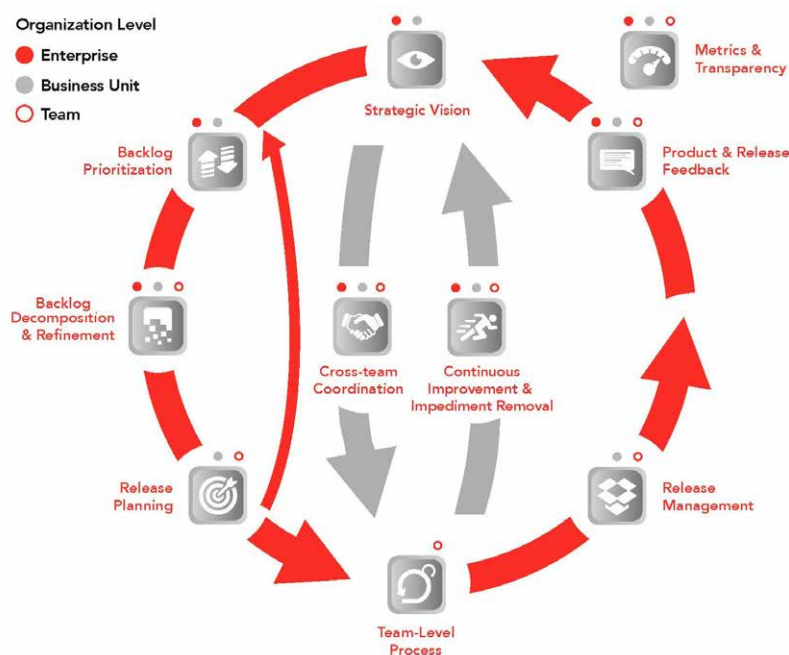 Organization Level
Enterprise
Business Unit
Team
Strategic Vision
Metrics &
Transparency
Backlog
Prioritization
Product & Release
Feedback
Backlog
Decomposition
& Refinement
Cross-team
Coordination
Continuous
Improvement &
Impediment Removal
Release
Planning
Release
Management
Team-Level
Process